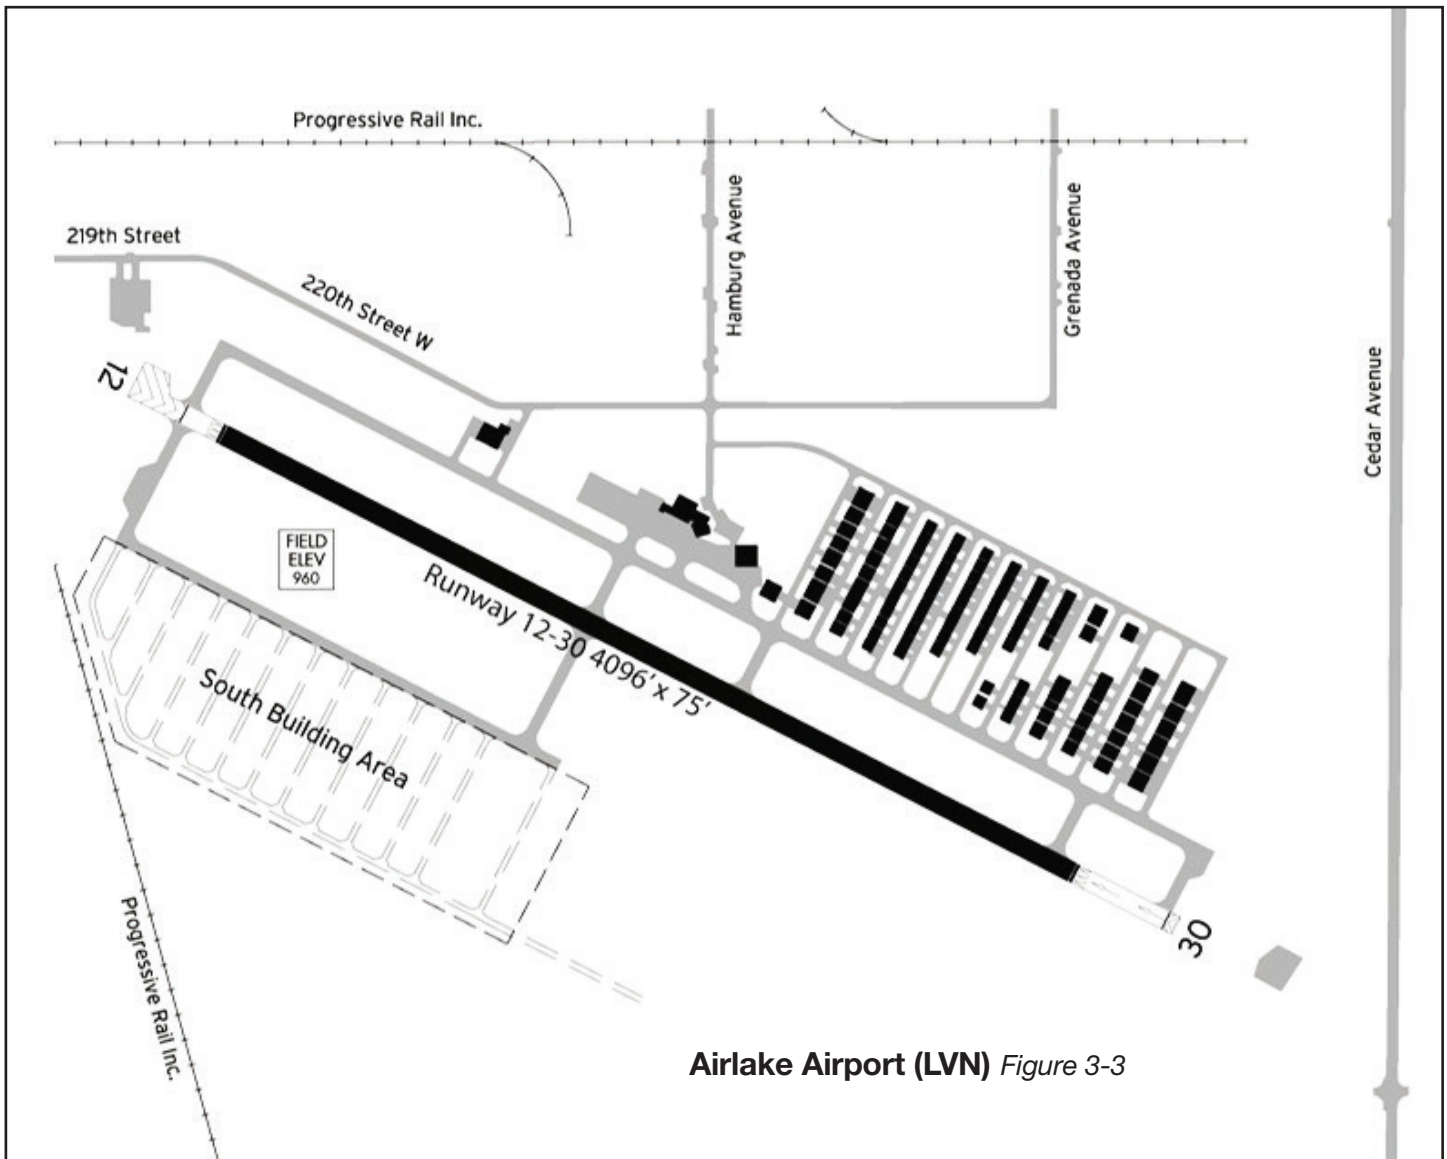 Progressive Rail Inc.
219th Street
220th Street W
Hamburg Avenue
Grenada Avenue
Cedar Avenue
12
FIELD
ELEV
960
Runway 12-30 4096' x 75'
South Building Area
Progressive Rail Inc.
30
Airlake Airport (LVN) Figure 3-3